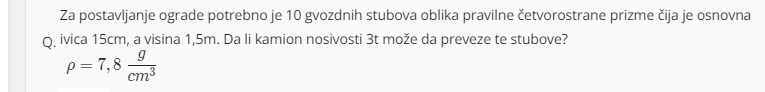 Za postavljanje ograde potrebno je 10 gvozdnih stubova oblika pravilne četvorostrane prizme čija je osnovna
Q. ivica 15cm, a visina 1,5m. Da li kamion nosivosti 3t može da preveze te stubove?
ρ = 7,8 g/cm³